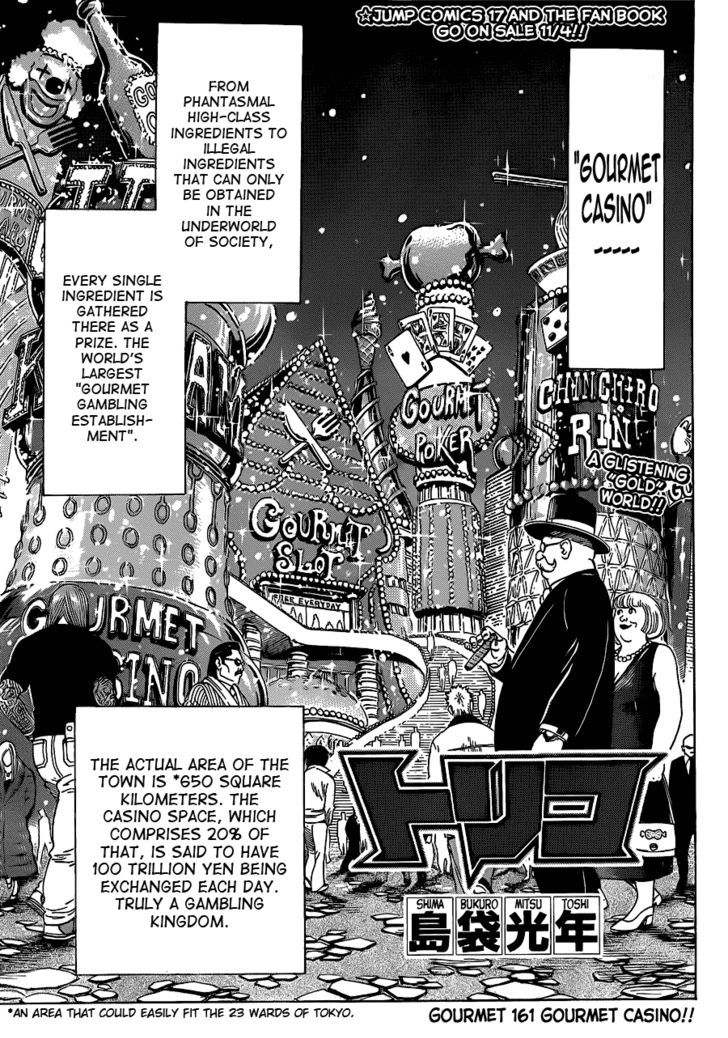 ☆JUMP COMICS 17 AND THE FAN BOOK
GO ON SALE 11/4!!
"GOURMET
CASINO"
-----
FROM
PHANTASMAL
HIGH-CLASS
INGREDIENTS TO
ILLEGAL
INGREDIENTS
THAT CAN ONLY
BE OBTAINED
IN THE
UNDERWORLD
OF SOCIETY,
EVERY SINGLE
INGREDIENT IS
GATHERED
THERE AS A
PRIZE. THE
WORLD'S
LARGEST
"GOURMET
GAMBLING
ESTABLISH-
MENT".
GOURMET
POKER
CHINCHIRO
RIN
A GLISTENING
"GOLD"
WORLD!!
GOURMET
SLOT
EVERYDAY
GOURMET
CASINO
THE ACTUAL AREA OF THE
TOWN IS *650 SQUARE
KILOMETERS. THE
CASINO SPACE, WHICH
COMPRISES 20% OF
THAT, IS SAID TO HAVE
100 TRILLION YEN BEING
EXCHANGED EACH DAY.
TRULY A GAMBLING
KINGDOM.
トリコ
SHIMA BUKURO MITSU TOSHI
島袋光年
*AN AREA THAT COULD EASILY FIT THE 23 WARDS OF TOKYO.
GOURMET 161 GOURMET CASINO!!